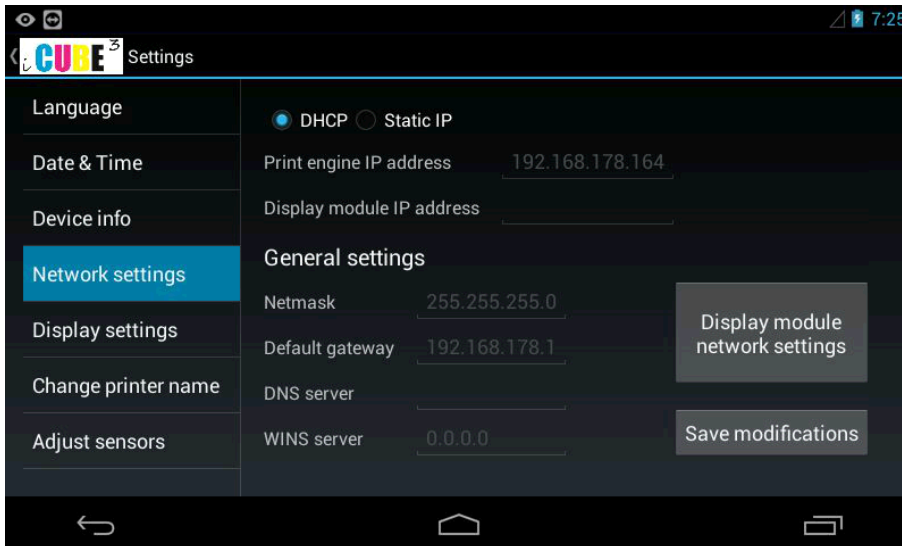 7:25
iCUBE3 Settings
Language
Date & Time
Device info
Network settings
Display settings
Change printer name
Adjust sensors
DHCP Static IP
Print engine IP address 192.168.178.164
Display module IP address
General settings
Netmask 255.255.255.0
Default gateway 192.168.178.1
DNS server
WINS server 0.0.0.0
Display module
network settings
Save modifications